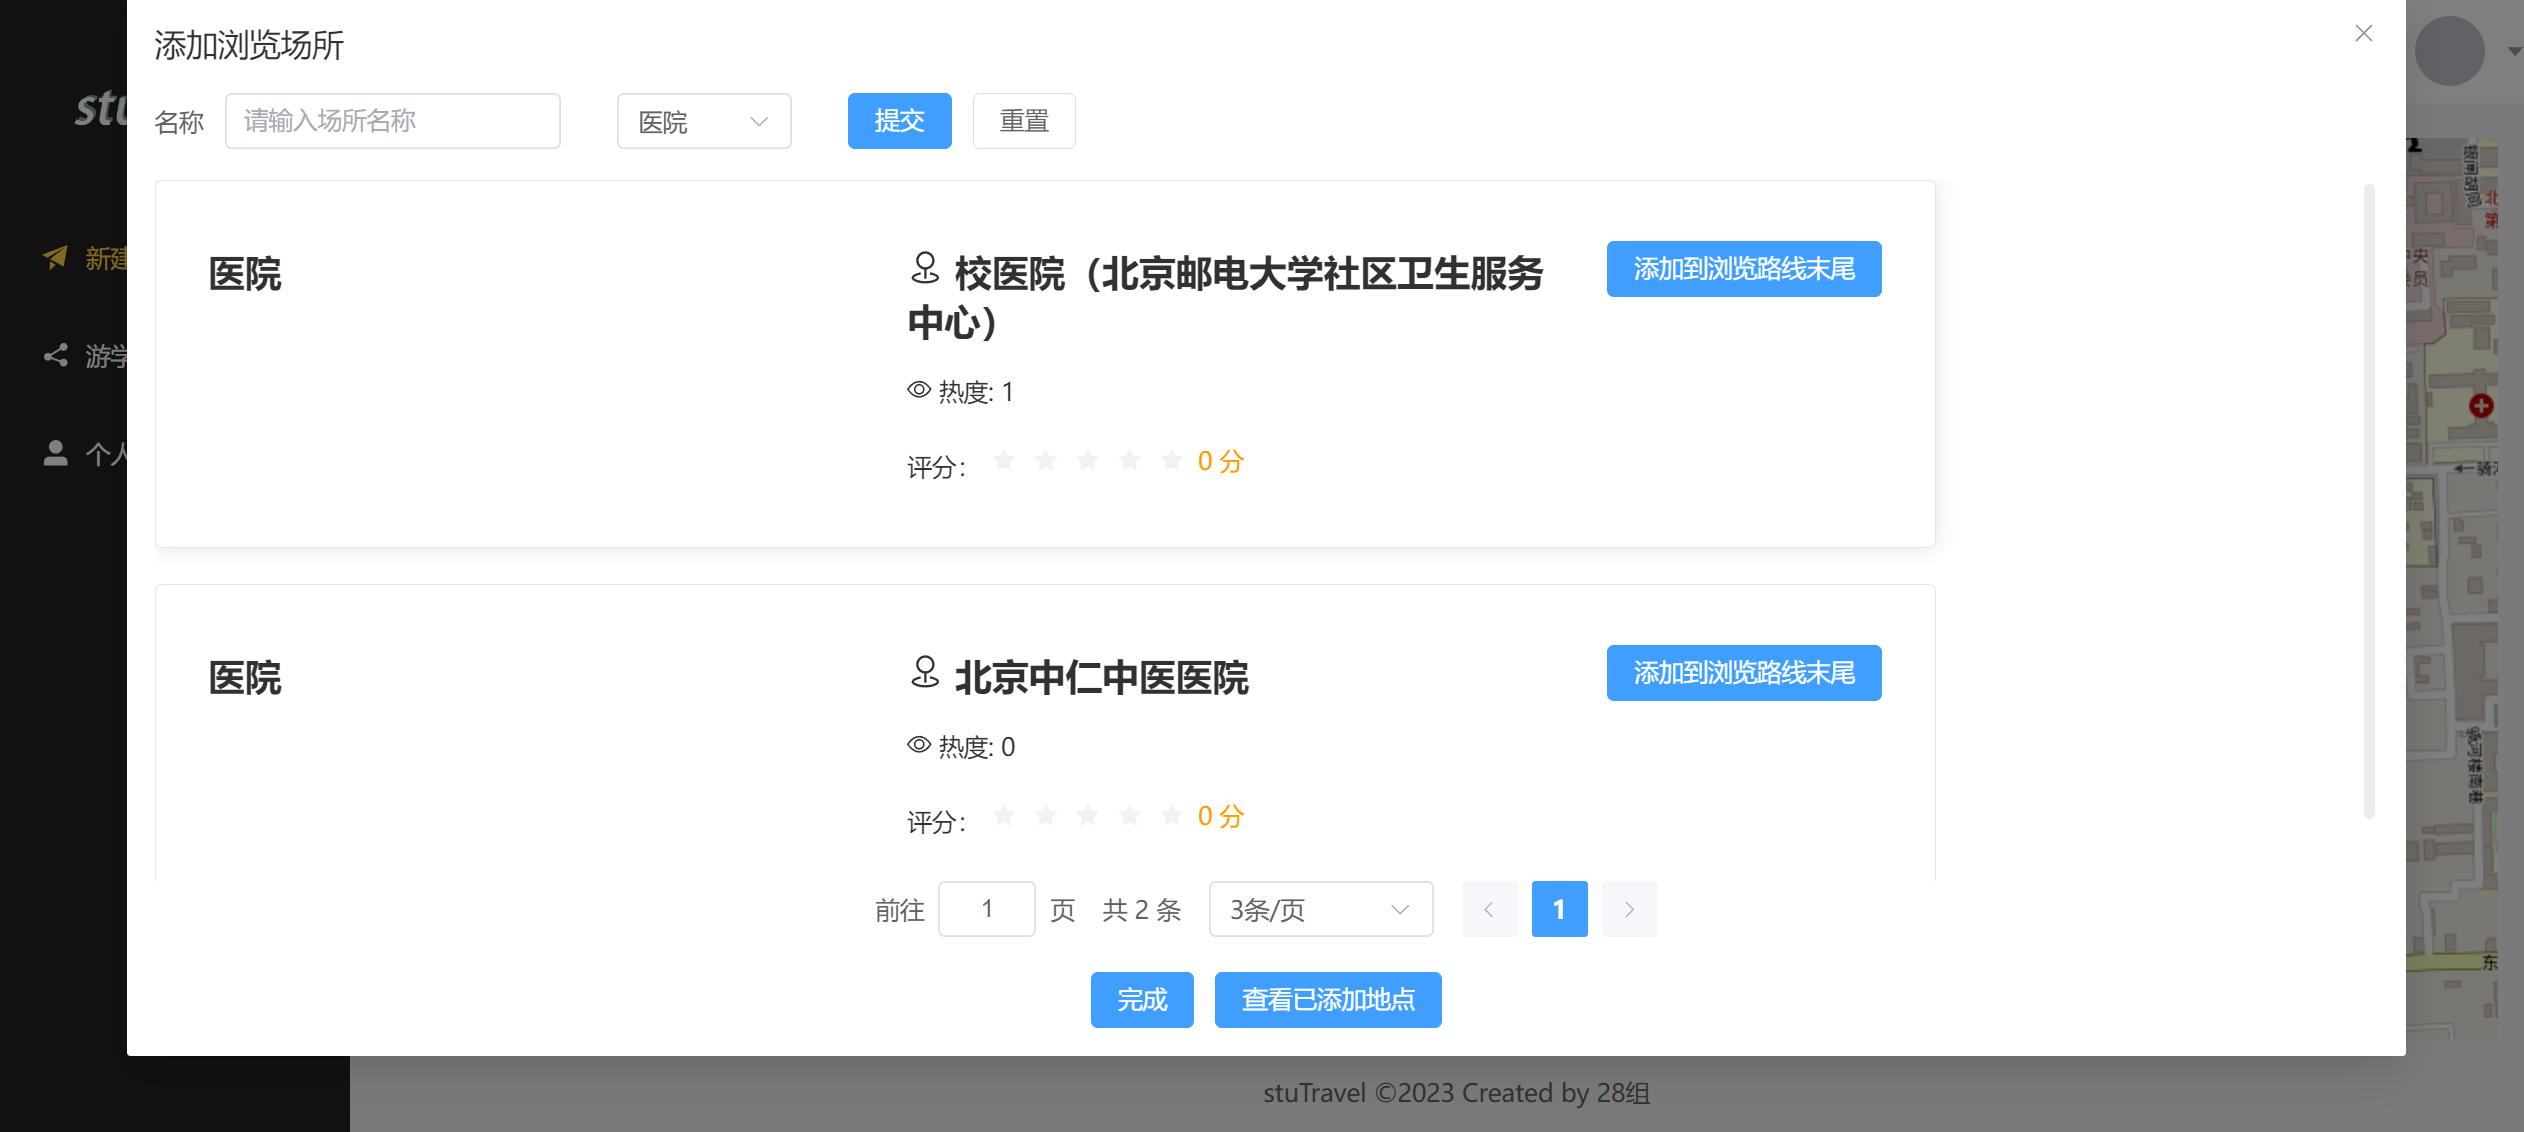 添加浏览场所
名称 请输入场所名称 医院 提交 重置
医院
校医院（北京邮电大学社区卫生服务
中心）
添加到浏览路线末尾
热度: 1
评分： 0 分
医院
北京中仁中医医院
添加到浏览路线末尾
热度: 0
评分： 0 分
前往 1 页 共 2 条 3条/页 1
完成 查看已添加地点
stu
新建
游学
个人
东
stuTravel ©2023 Created by 28组